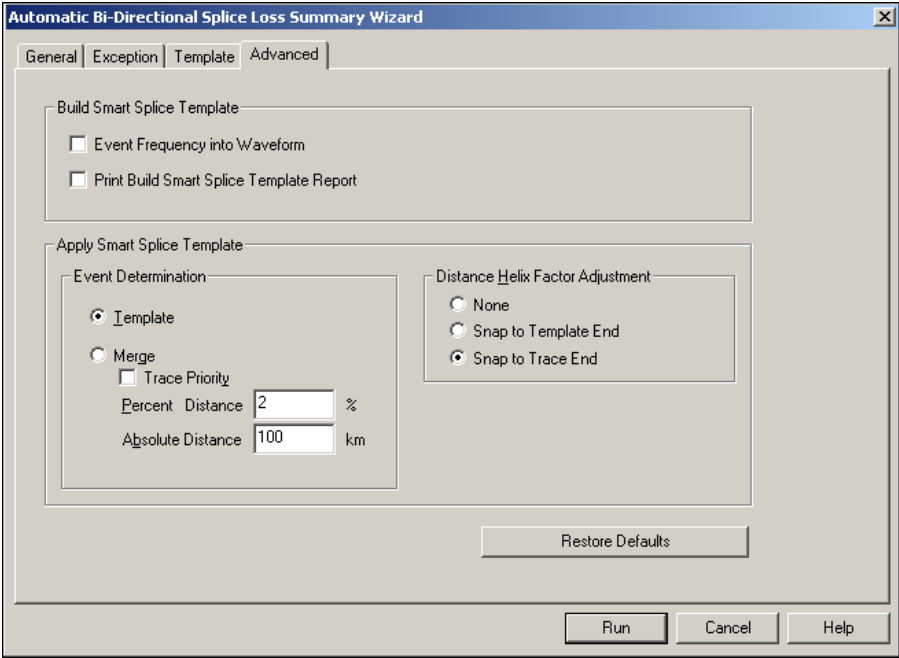 Automatic Bi-Directional Splice Loss Summary Wizard
General Exception Template Advanced
Build Smart Splice Template
Event Frequency into Waveform
Print Build Smart Splice Template Report
Apply Smart Splice Template
Event Determination
Template
Merge
Trace Priority
Percent Distance 2 %
Absolute Distance 100 km
Distance Helix Factor Adjustment
None
Snap to Template End
Snap to Trace End
Restore Defaults
Run Cancel Help